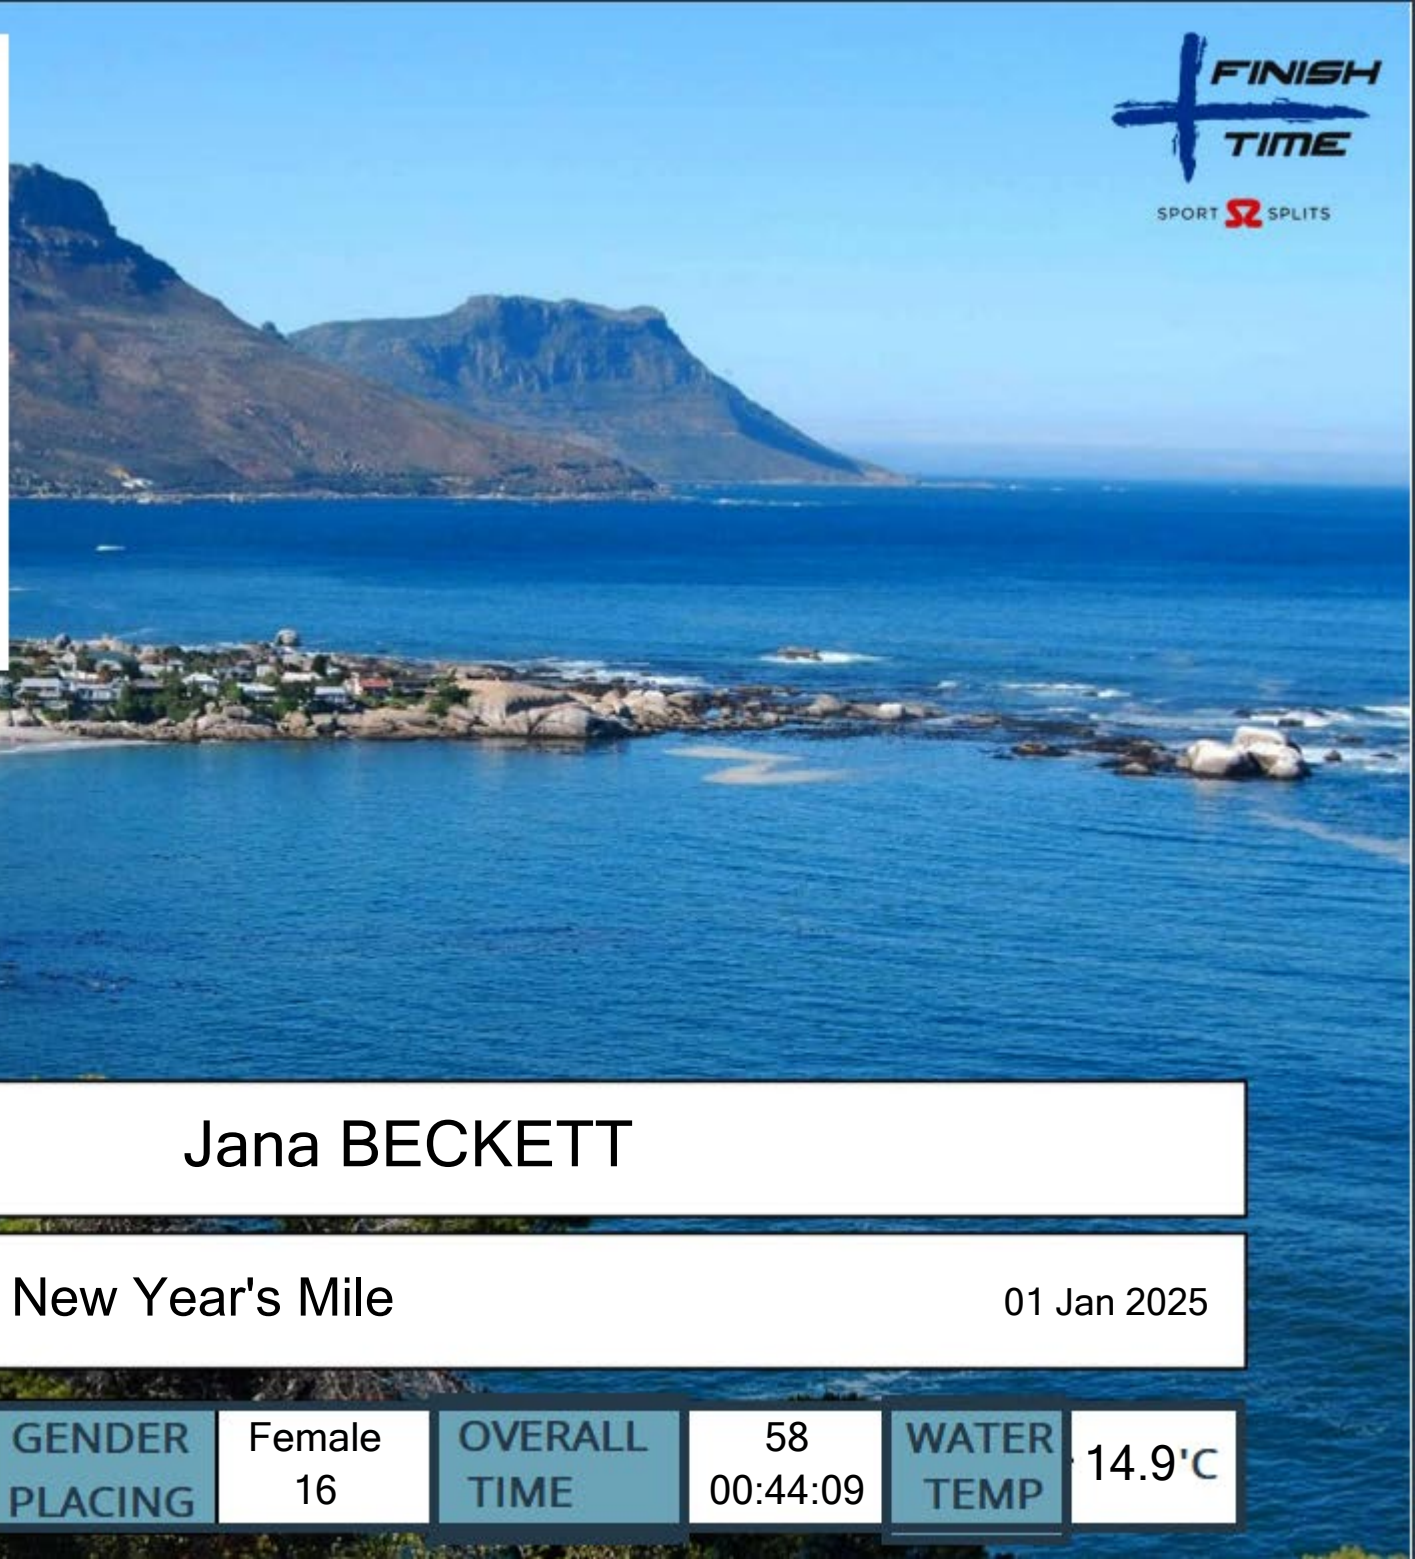 FINISH
TIME
SPORT SPLITS
Jana BECKETT
New Year's Mile 01 Jan 2025
GENDER PLACING
Female
16
OVERALL TIME
58
00:44:09
WATER TEMP
14.9'C